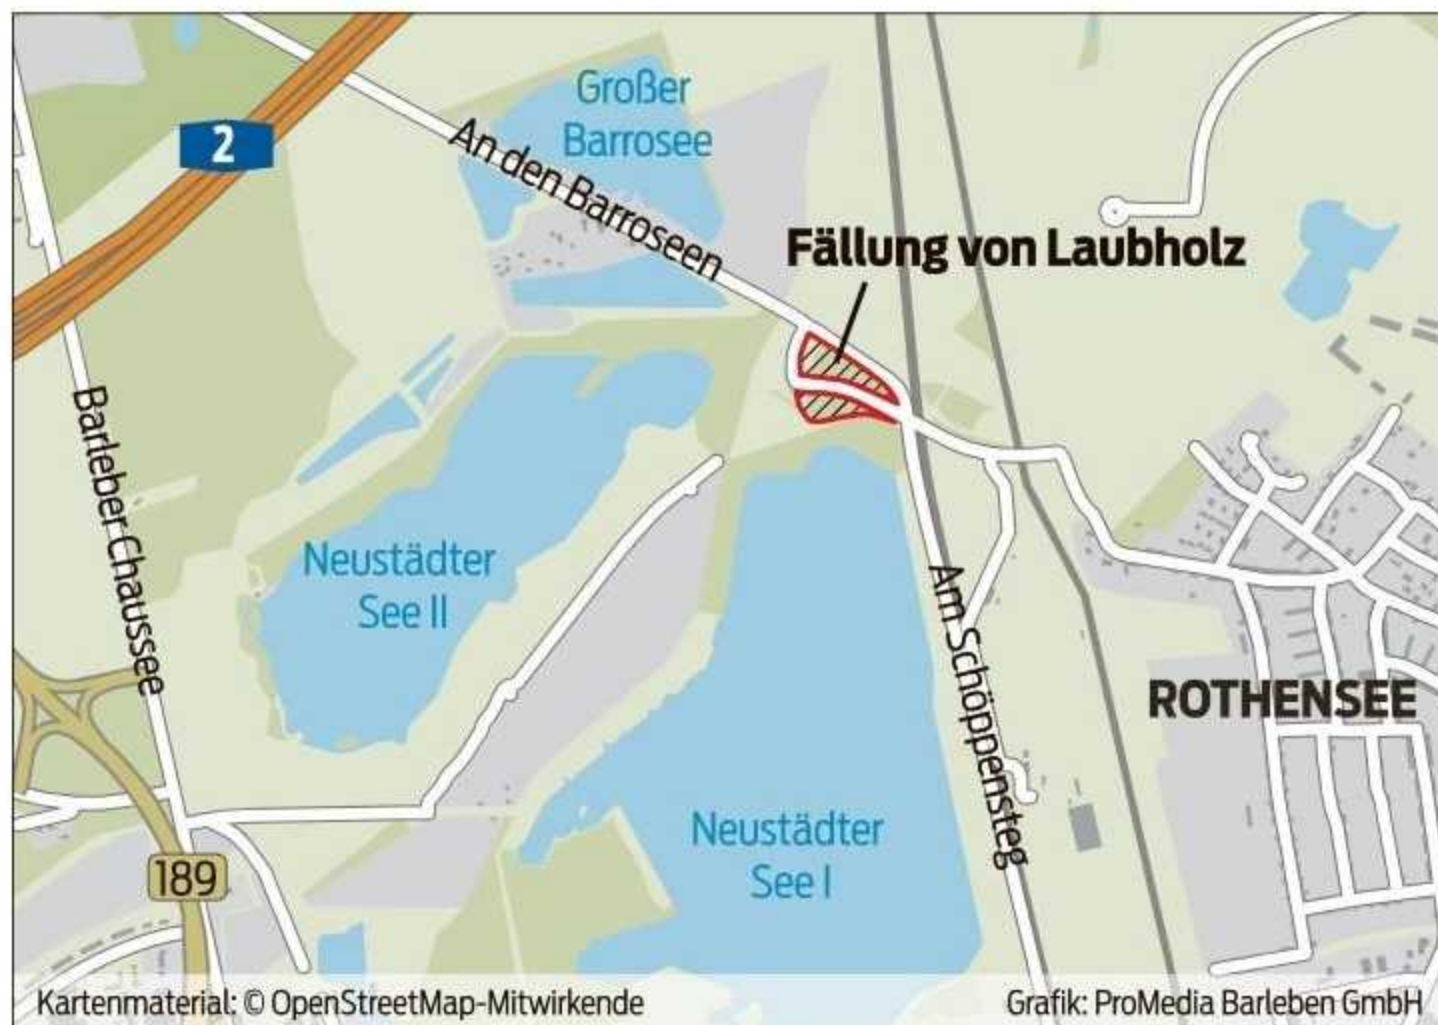 Großer
Barrosee
2
An den Barroseen
Fällung von Laubholz
Barleber Chaussee
Neustädter
See II
Am Schöppensteg
ROTHENSEE
Neustädter
See I
189
Kartenmaterial: © OpenStreetMap-Mitwirkende
Grafik: ProMedia Barleben GmbH